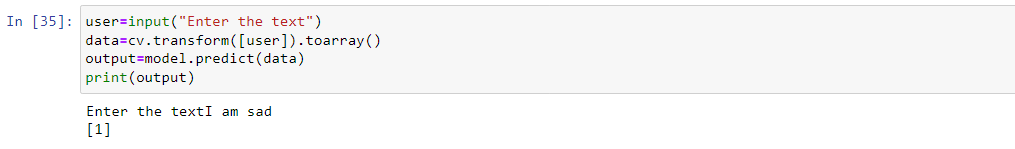 In [35]: user=input("Enter the text")
data=cv.transform([user]).toarray()
output=model.predict(data)
print(output)
Enter the textI am sad
[1]